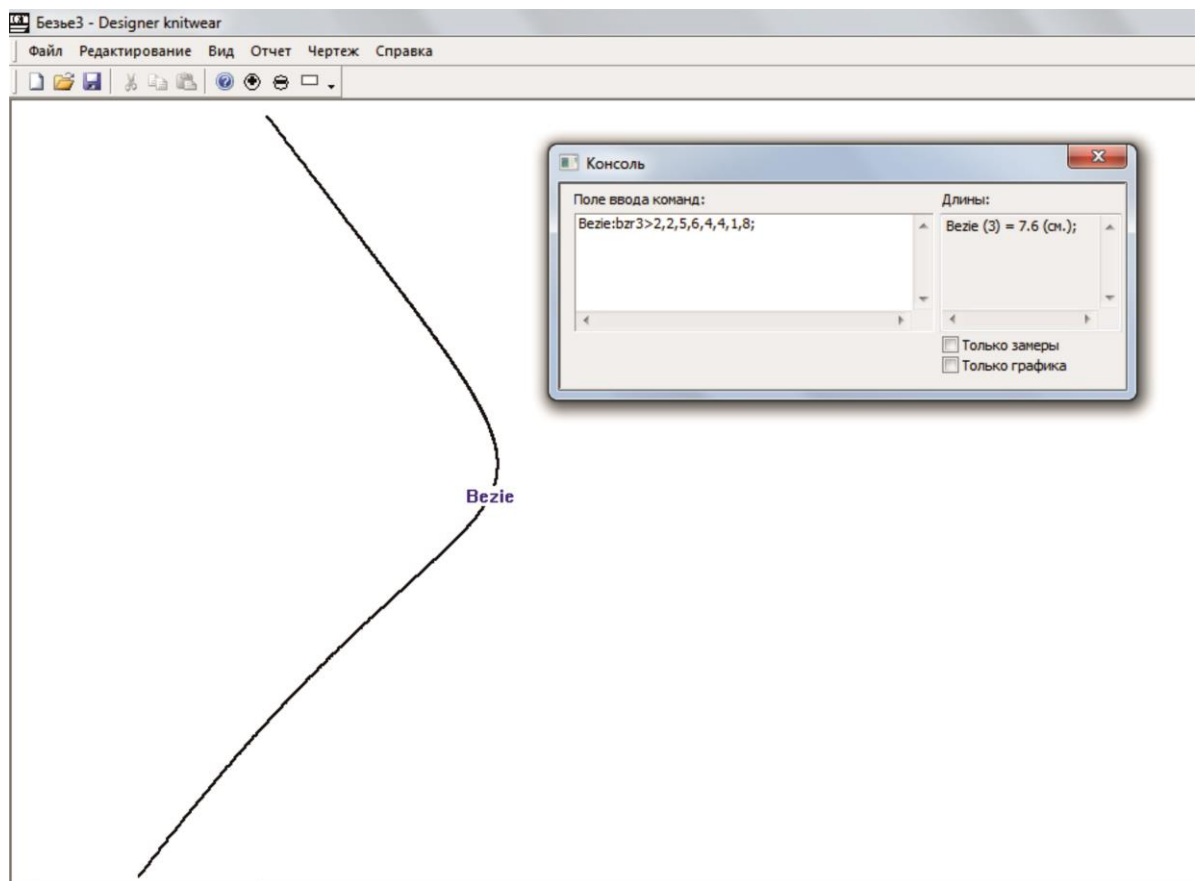 Безье3 - Designer knitwear
Файл Редактирование Вид Отчет Чертеж Справка
Консоль
Поле ввода команд:
Длины:
Bezie:bzr3>2,2,5,6,4,4,1,8;
Bezie (3) = 7.6 (см.);
Только замеры
Только графика
Bezie